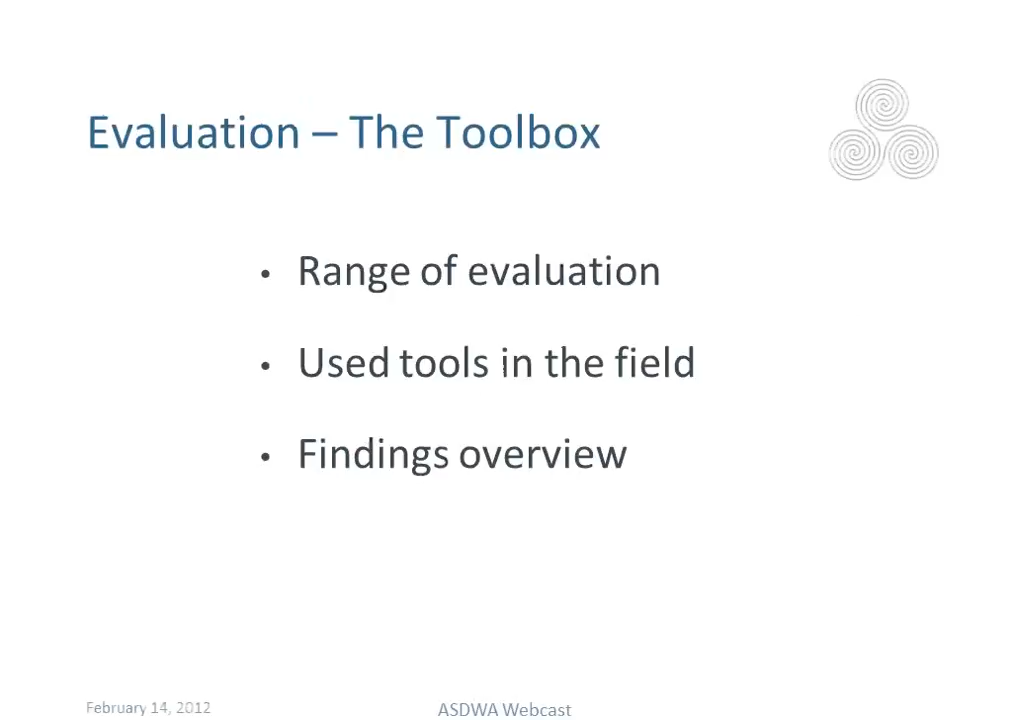 Evaluation – The Toolbox
• Range of evaluation
• Used tools in the field
• Findings overview
February 14, 2012
ASDWA Webcast